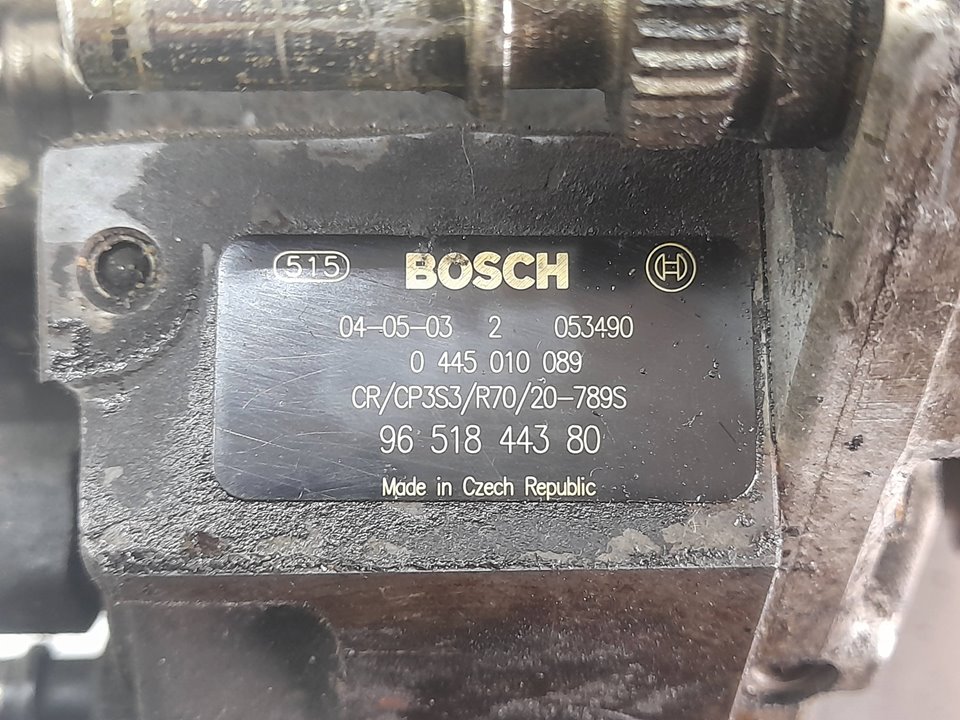 515 BOSCH
04-05-03 2 053490
0 445 010 089
CR/CP3S3/R70/20-789S
96 518 443 80
Made in Czech Republic